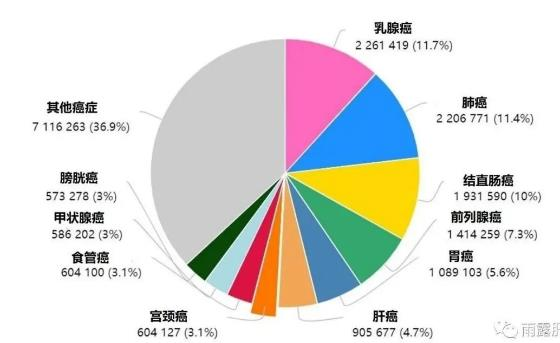 乳腺癌
2 261 419 (11.7%)
肺癌
2 206 771 (11.4%)
结直肠癌
1 931 590 (10%)
前列腺癌
1 414 259 (7.3%)
胃癌
1 089 103 (5.6%)
肝癌
905 677 (4.7%)
宫颈癌
604 127 (3.1%)
食管癌
604 100 (3.1%)
甲状腺癌
586 202 (3%)
膀胱癌
573 278 (3%)
其他癌症
7 116 263 (36.9%)
雨露肝